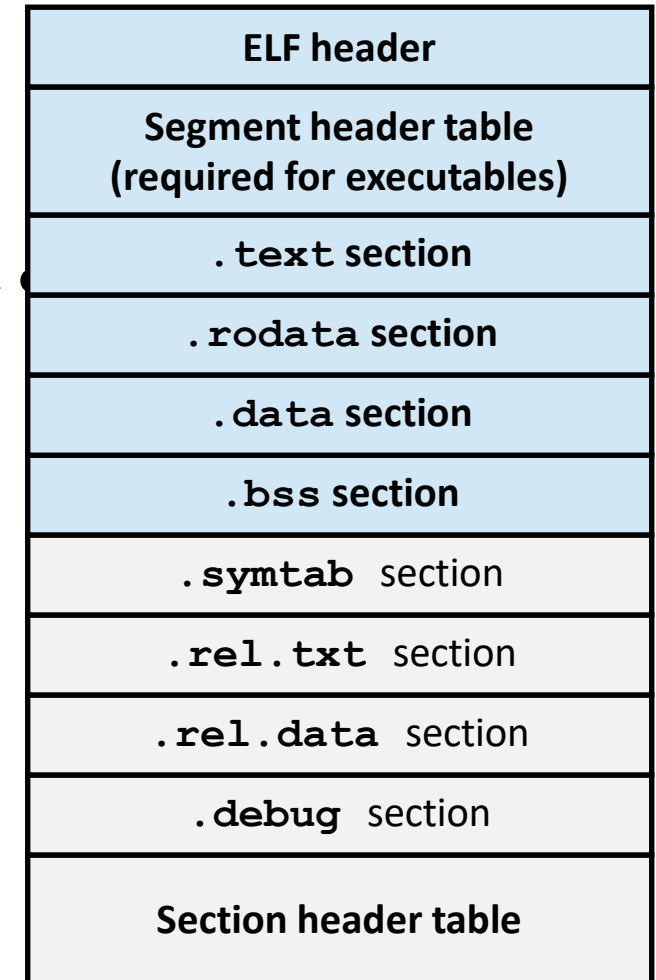 ELF header
Segment header table
(required for executables)
.text section
.rodata section
.data section
.bss section
.symtab section
.rel.txt section
.rel.data section
.debug section
Section header table